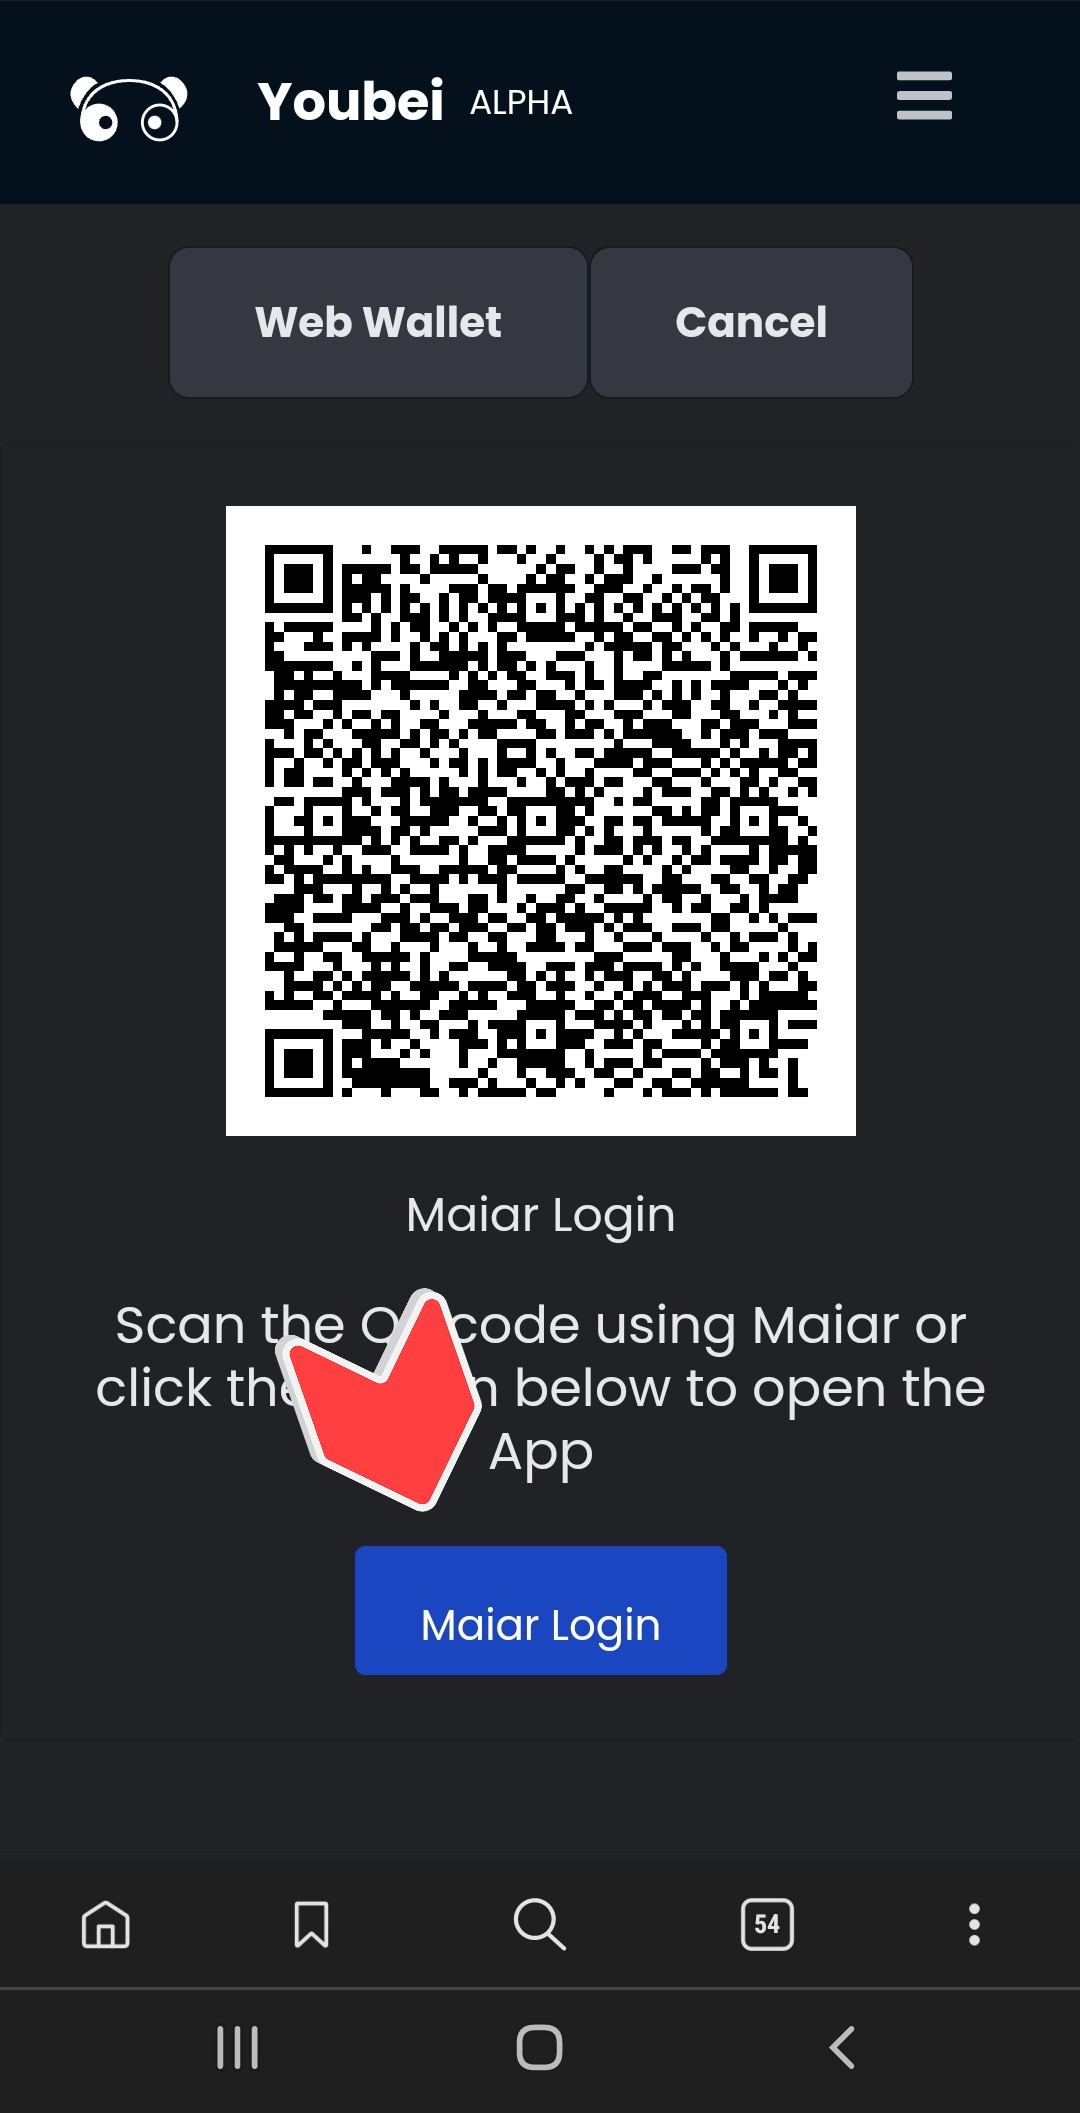 Youbei ALPHA
Web Wallet Cancel
Maiar Login
Scan the code using Maiar or
click the below to open the
App
Maiar Login
54